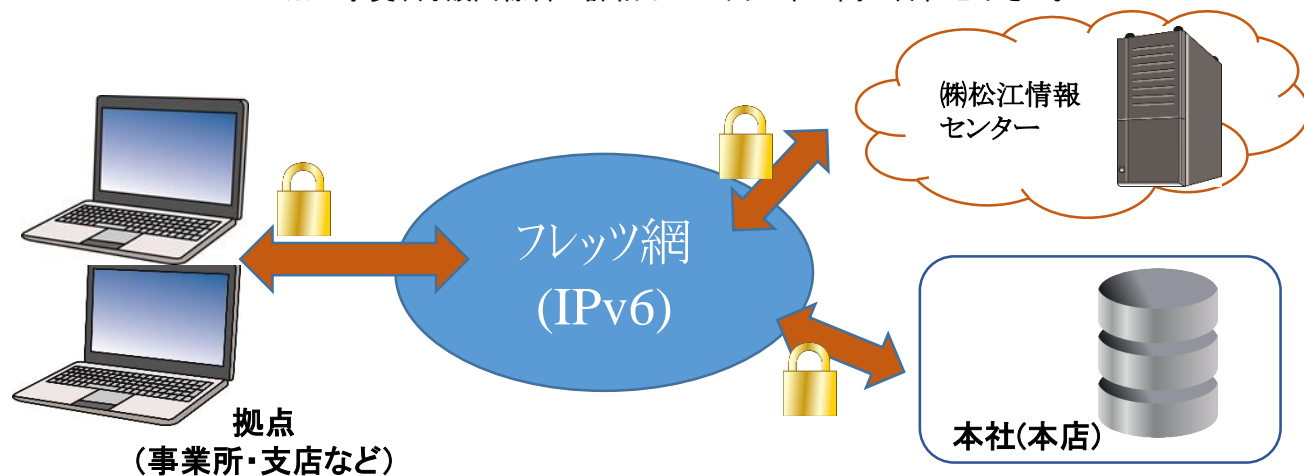 ㈱松江情報
センター
フレッツ網
(IPv6)
拠点
(事業所・支店など)
本社(本店)